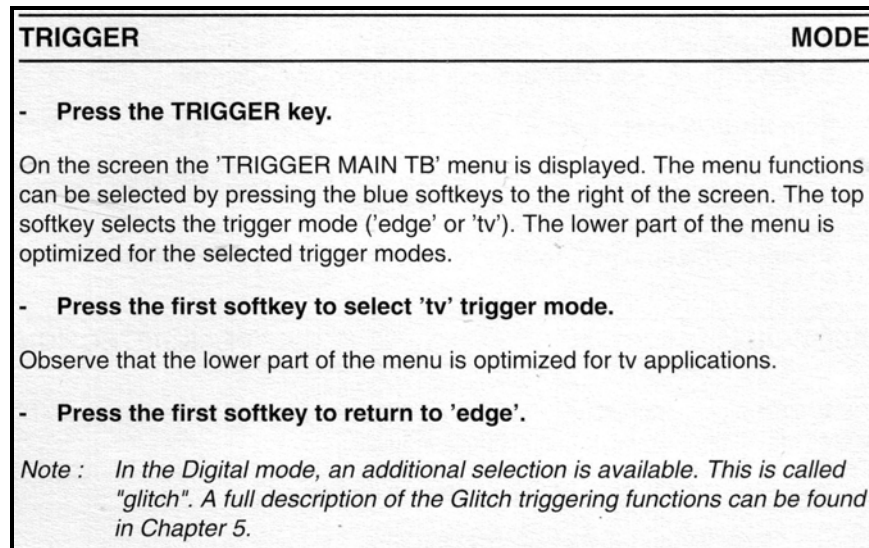 TRIGGER MODE
- Press the TRIGGER key.
On the screen the 'TRIGGER MAIN TB' menu is displayed. The menu functions
can be selected by pressing the blue softkeys to the right of the screen. The top
softkey selects the trigger mode ('edge' or 'tv'). The lower part of the menu is
optimized for the selected trigger modes.
- Press the first softkey to select 'tv' trigger mode.
Observe that the lower part of the menu is optimized for tv applications.
- Press the first softkey to return to 'edge'.
Note : In the Digital mode, an additional selection is available. This is called
"glitch". A full description of the Glitch triggering functions can be found
in Chapter 5.